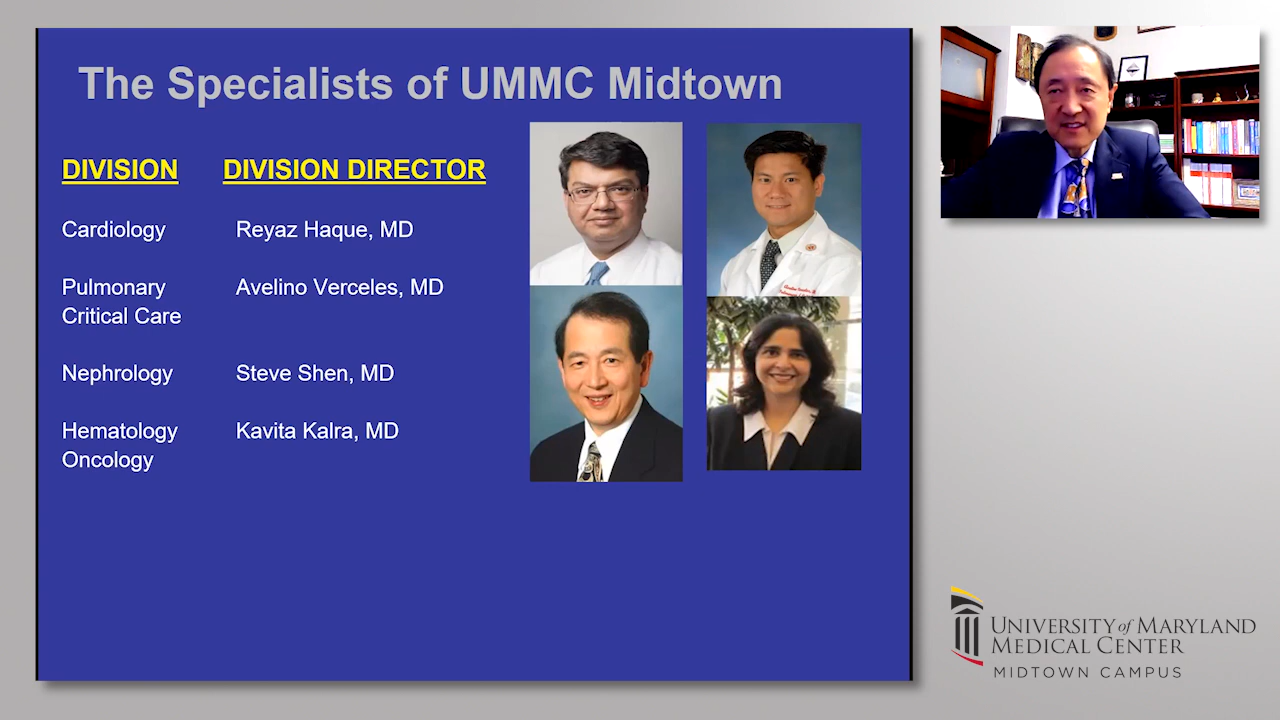 The Specialists of UMMC Midtown
DIVISION DIVISION DIRECTOR
Cardiology Reyaz Haque, MD
Pulmonary Avelino Verceles, MD
Critical Care
Nephrology Steve Shen, MD
Hematology Kavita Kalra, MD
Oncology
UNIVERSITY of MARYLAND
MEDICAL CENTER
MIDTOWN CAMPUS